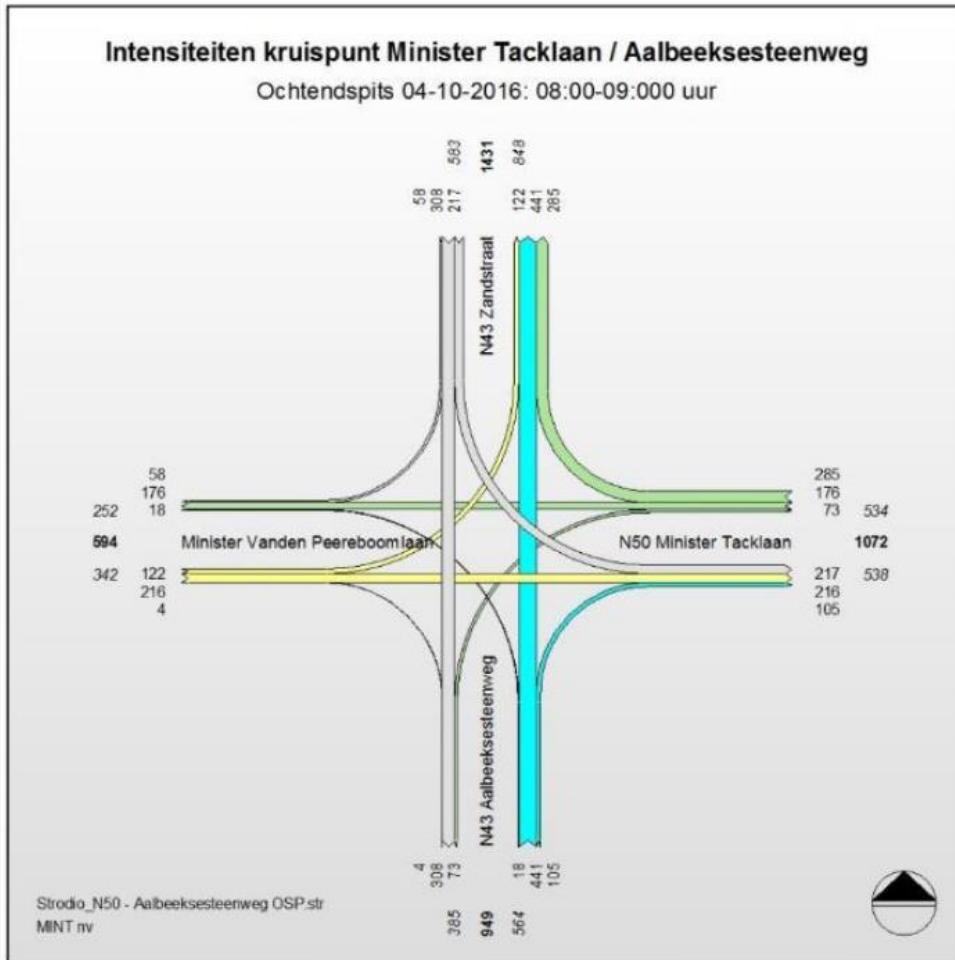 Intensiteiten kruispunt Minister Tacklaan / Aalbeeksesteenweg
Ochtendspits 04-10-2016: 08:00-09:000 uur
583 1431 848
58 308 217 122 441 285
N43 Zandstraat
58 285
176 176
252 18 73 534
594 Minister Vanden Peereboomlaan N50 Minister Tacklaan 1072
342 122 217 538
216 216
4 105
N43 Aalbeeksesteenweg
4 308 73 18 441 105
385 949 564
Strodio_N50 - Aalbeeksesteenweg OSP.str
MINT nv